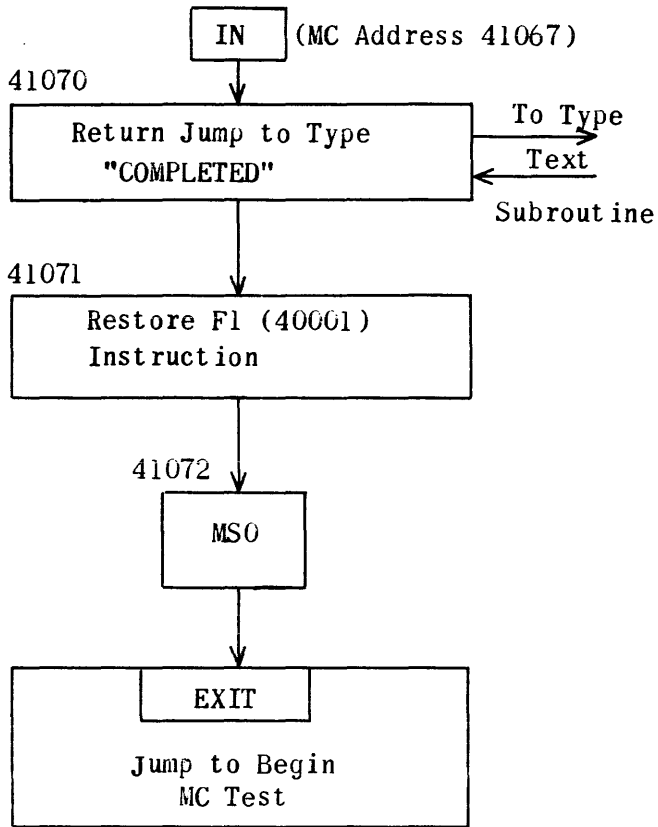 IN (MC Address 41067)
41070
Return Jump to Type
"COMPLETED"
To Type
Text
Subroutine
41071
Restore F1 (40001)
Instruction
41072
MS0
EXIT
Jump to Begin
MC Test